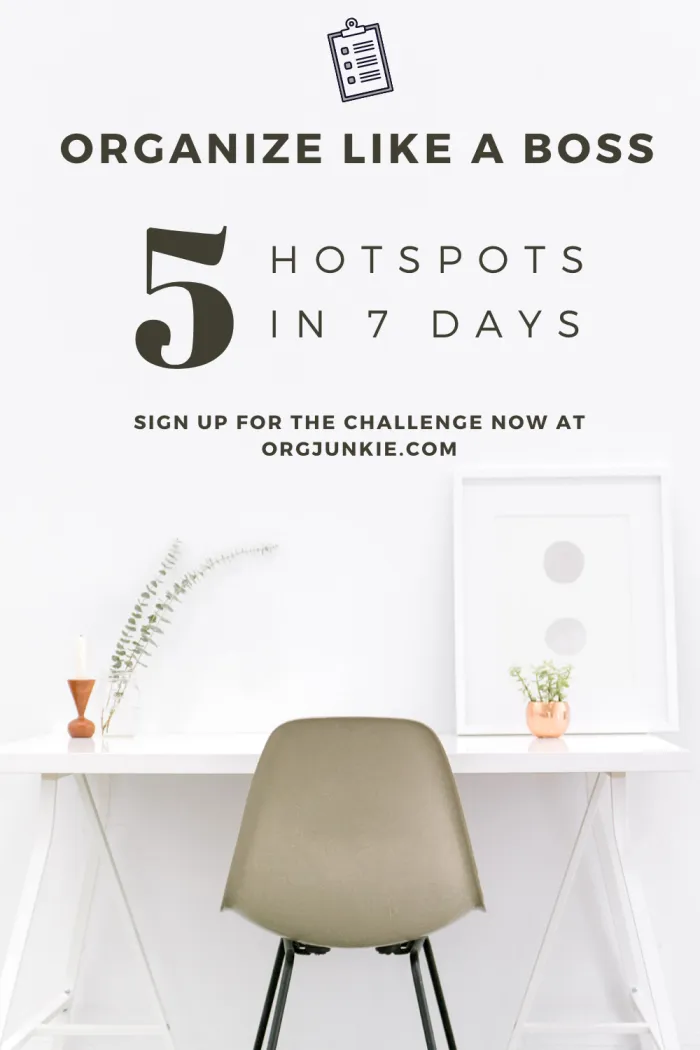 ORGANIZE LIKE A BOSS
5 HOTSPOTS
IN 7 DAYS
SIGN UP FOR THE CHALLENGE NOW AT
ORGJUNKIE.COM